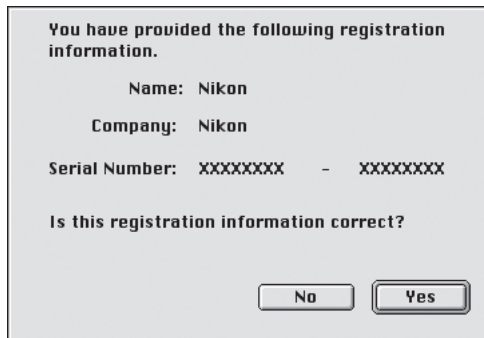 You have provided the following registration
information.
Name: Nikon
Company: Nikon
Serial Number: XXXXXXXX - XXXXXXXX
Is this registration information correct?
No Yes